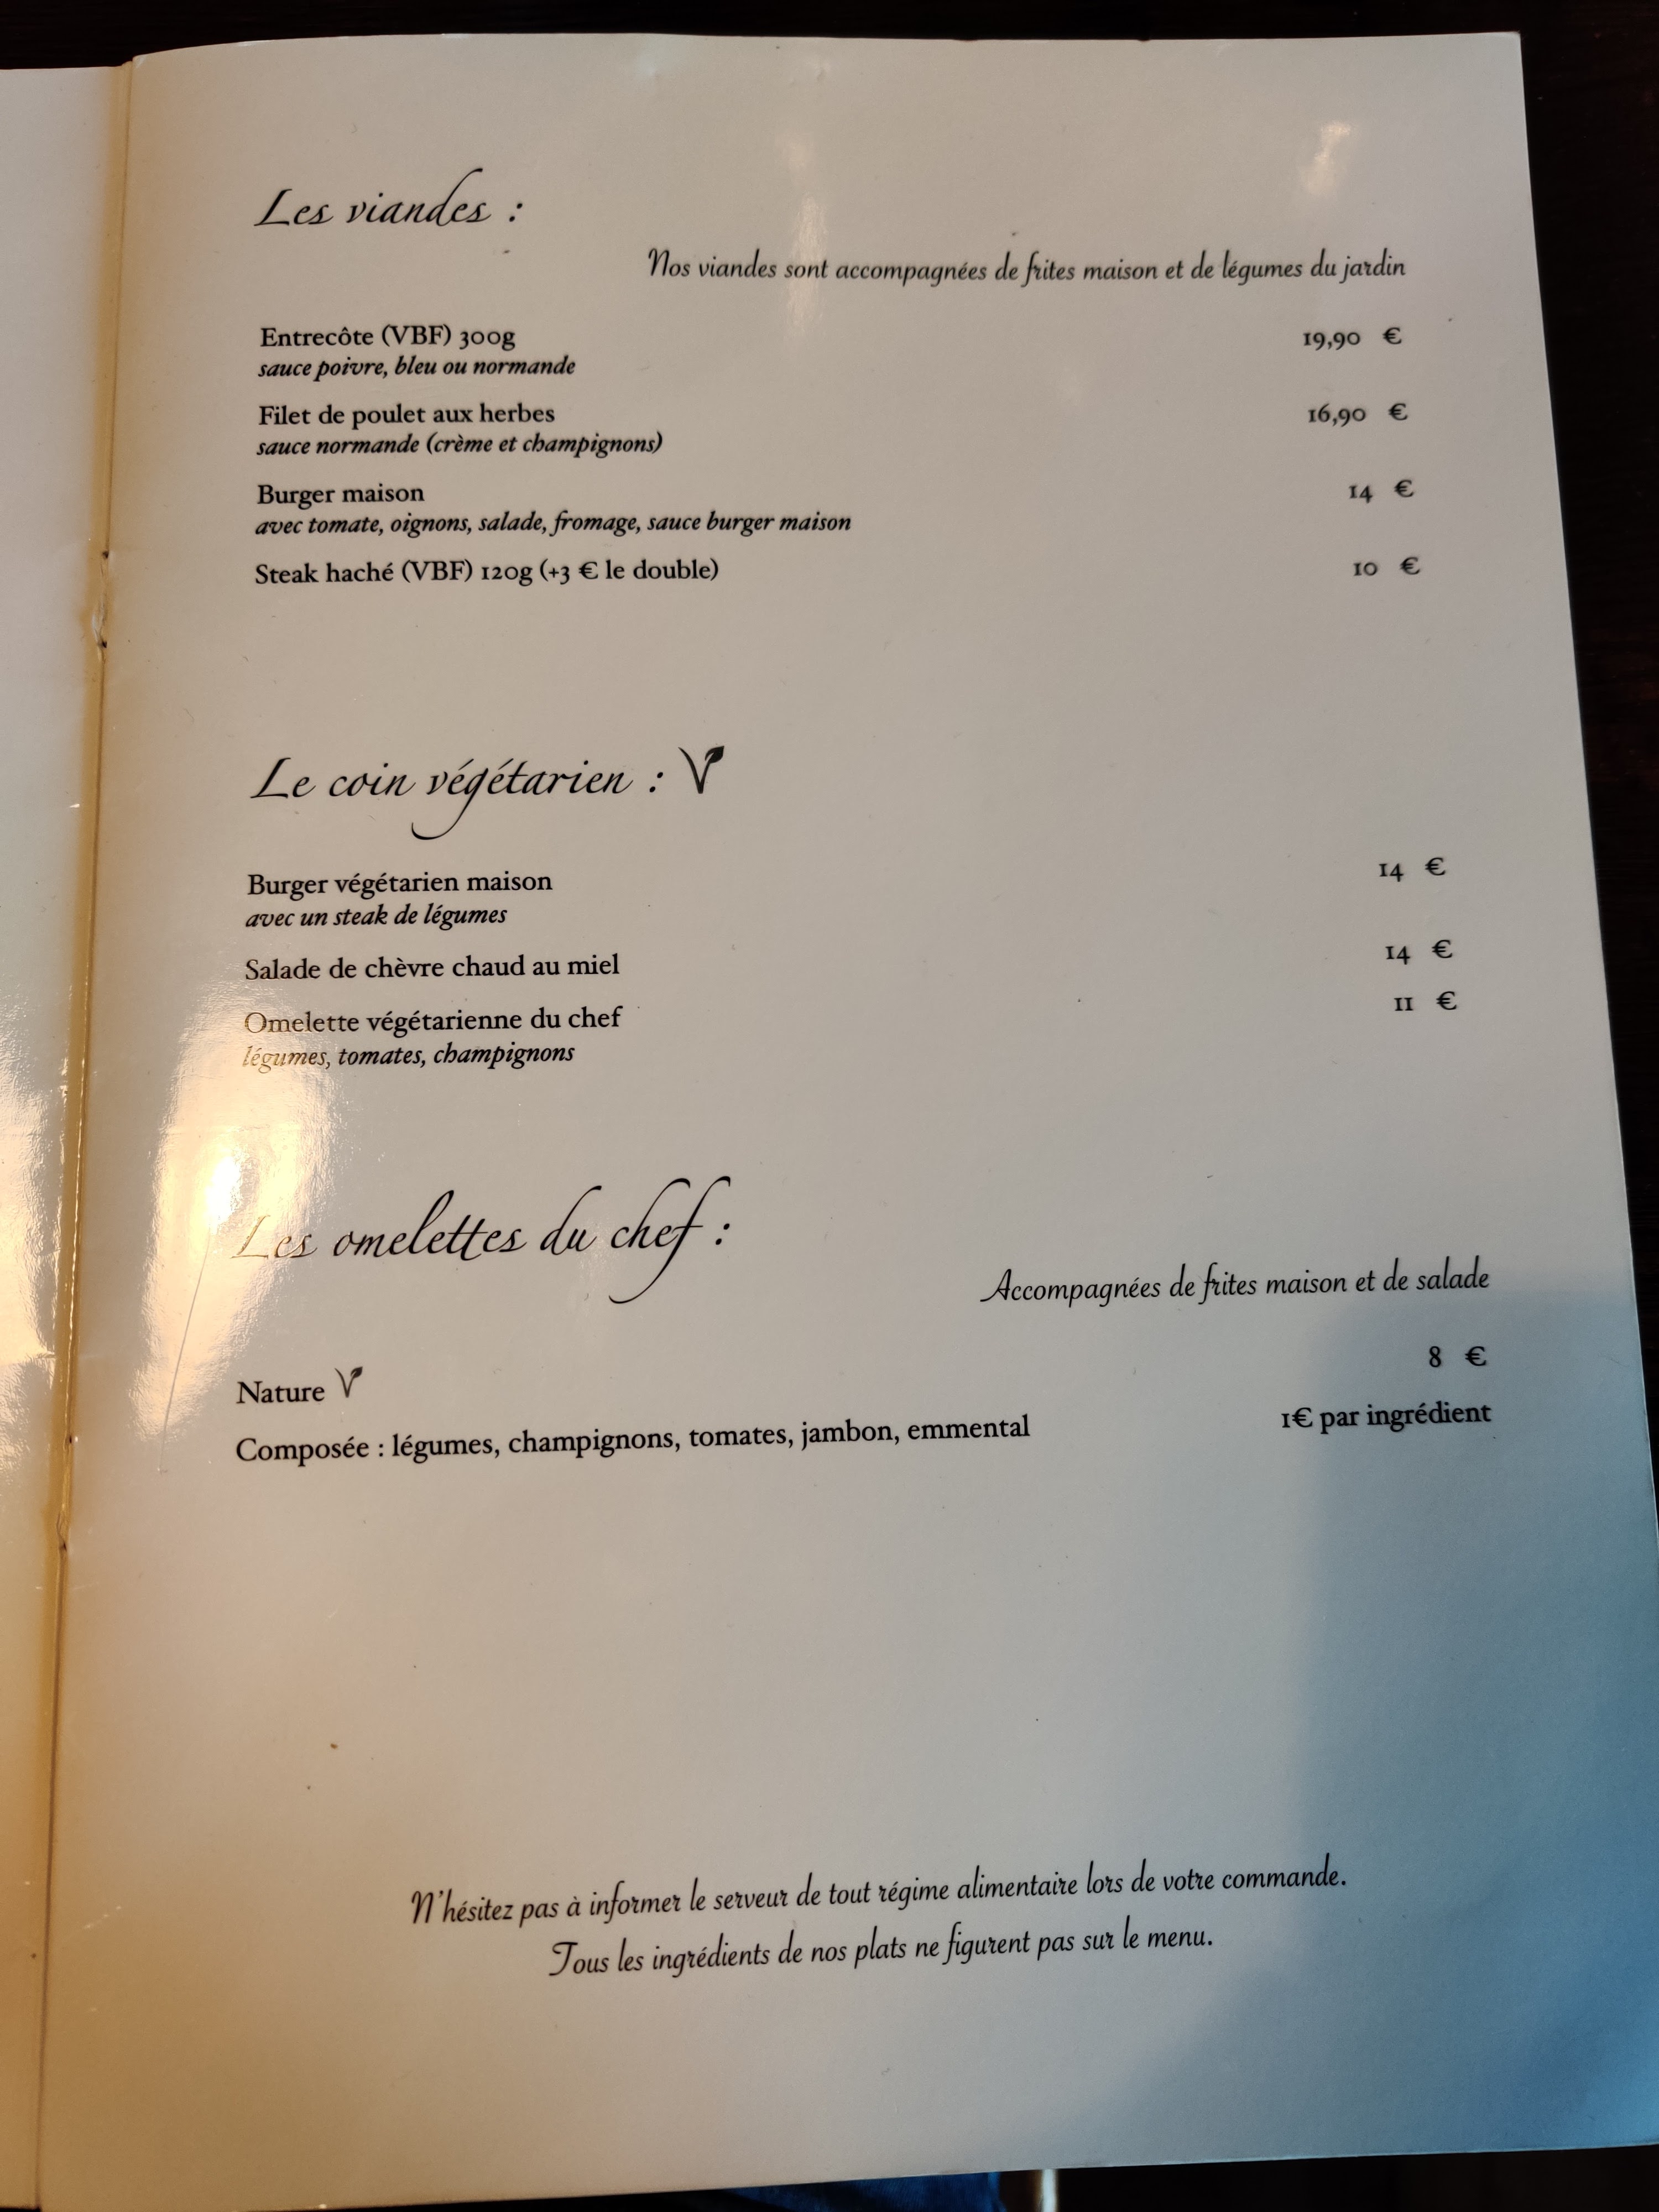 Les viandes :
Nos viandes sont accompagnées de frites maison et de légumes du jardin
Entrecôte (VBF) 300g 19,90 €
sauce poivre, bleu ou normande
Filet de poulet aux herbes 16,90 €
sauce normande (crème et champignons)
Burger maison 14 €
avec tomate, oignons, salade, fromage, sauce burger maison
Steak haché (VBF) 120g (+3 € le double) 10 €
Le coin végétarien : V
Burger végétarien maison 14 €
avec un steak de légumes
Salade de chèvre chaud au miel 14 €
Omelette végétarienne du chef 11 €
légumes, tomates, champignons
Les omelettes du chef :
Accompagnées de frites maison et de salade
Nature V 8 €
Composée : légumes, champignons, tomates, jambon, emmental 1€ par ingrédient
N'hésitez pas à informer le serveur de tout régime alimentaire lors de votre commande.
Tous les ingrédients de nos plats ne figurent pas sur le menu.